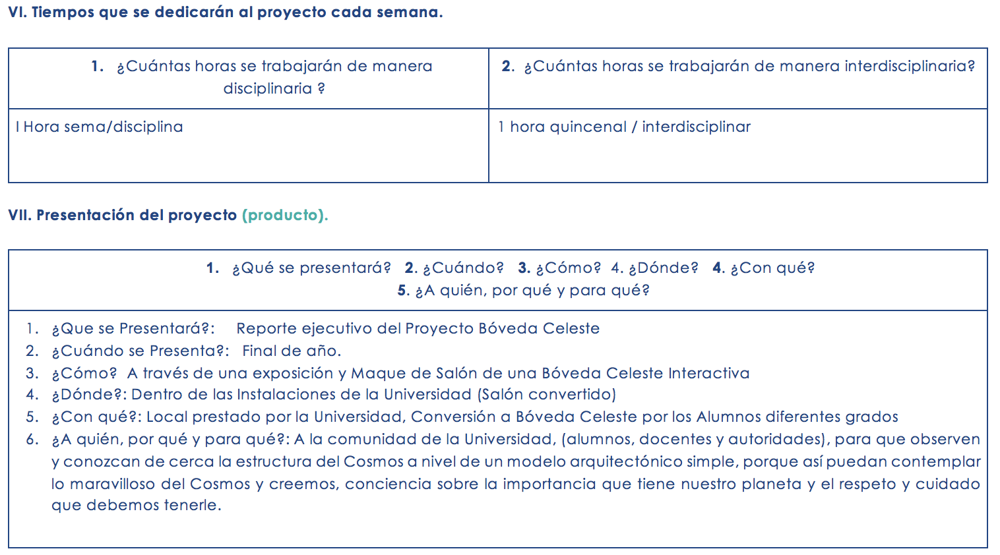 VI. Tiempos que se dedicarán al proyecto cada semana.
1. ¿Cuántas horas se trabajarán de manera
disciplinaria ?
2. ¿Cuántas horas se trabajarán de manera interdisciplinaria?
I Hora sema/disciplina
1 hora quincenal / interdisciplinar
VII. Presentación del proyecto (producto).
1. ¿Qué se presentará? 2. ¿Cuándo? 3. ¿Cómo? 4. ¿Dónde? 4. ¿Con qué?
5. ¿A quién, por qué y para qué?
1. ¿Que se Presentará?: Reporte ejecutivo del Proyecto Bóveda Celeste
2. ¿Cuándo se Presenta?: Final de año.
3. ¿Cómo? A través de una exposición y Maque de Salón de una Bóveda Celeste Interactiva
4. ¿Dónde?: Dentro de las Instalaciones de la Universidad (Salón convertido)
5. ¿Con qué?: Local prestado por la Universidad, Conversión a Bóveda Celeste por los Alumnos diferentes grados
6. ¿A quién, por qué y para qué?: A la comunidad de la Universidad, (alumnos, docentes y autoridades), para que observen
y conozcan de cerca la estructura del Cosmos a nivel de un modelo arquitectónico simple, porque así puedan contemplar
lo maravilloso del Cosmos y creemos, conciencia sobre la importancia que tiene nuestro planeta y el respeto y cuidado
que debemos tenerle.